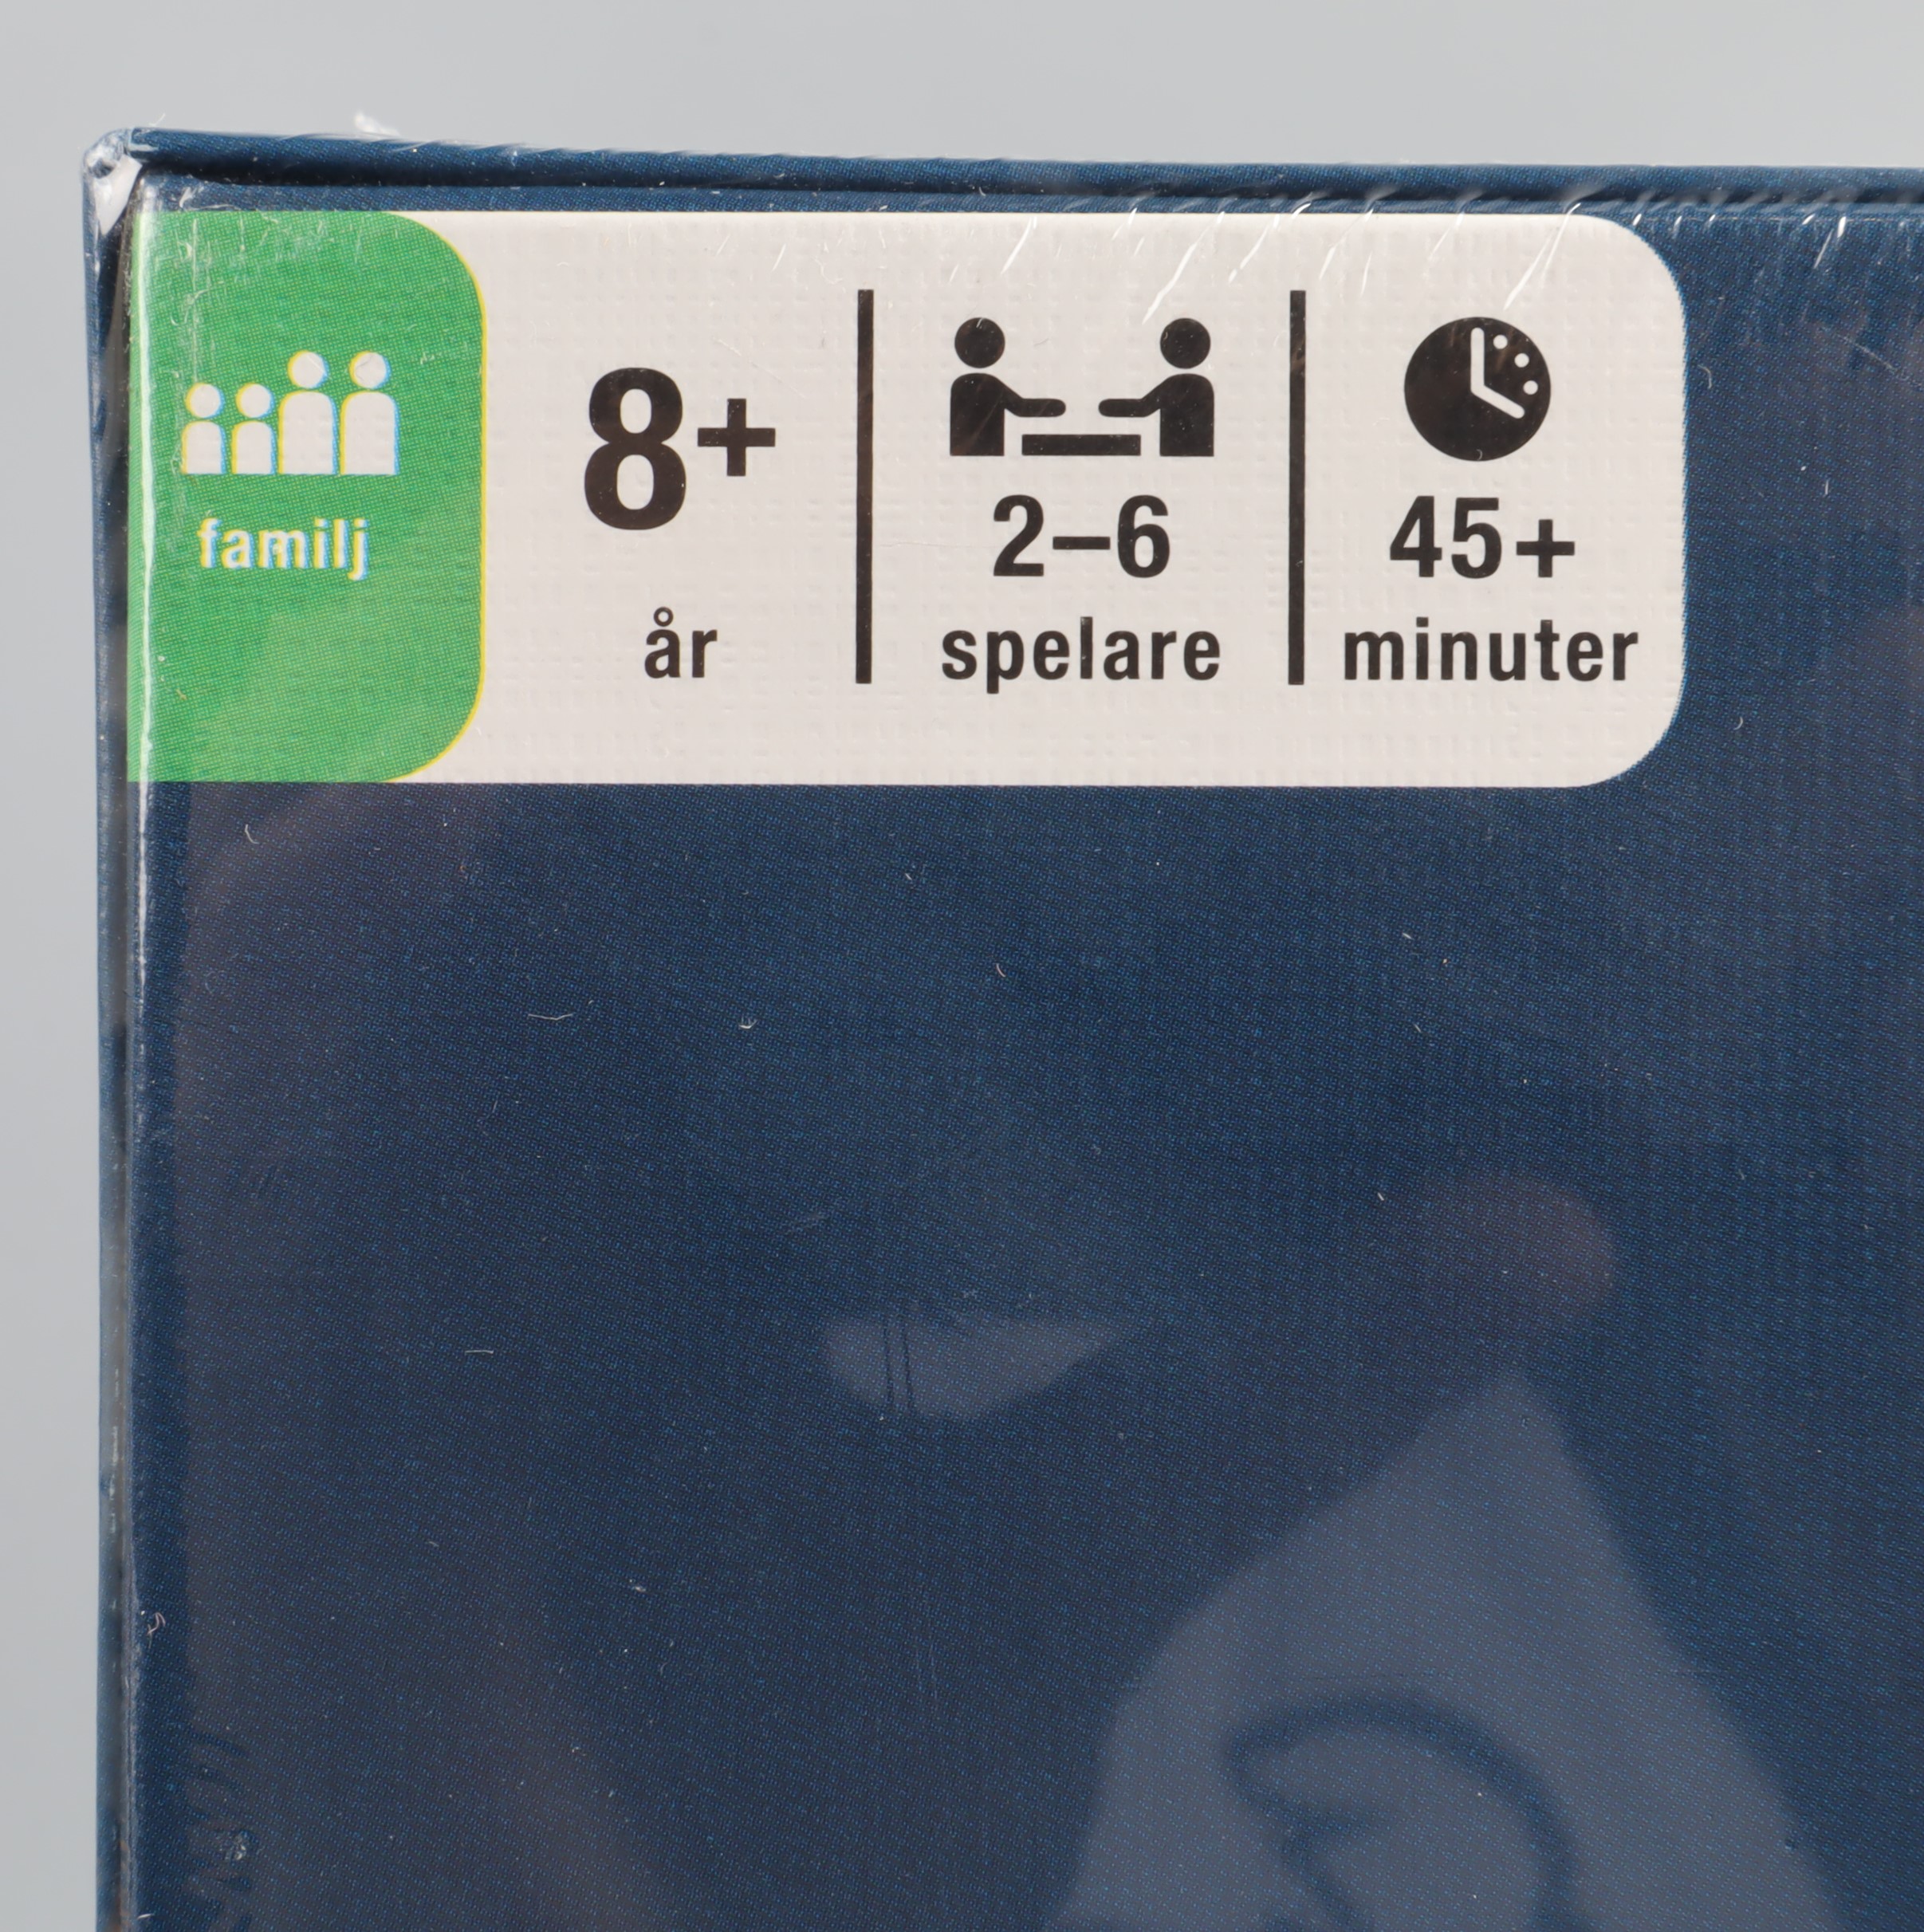 familj
8+
år
2–6
spelare
45+
minuter